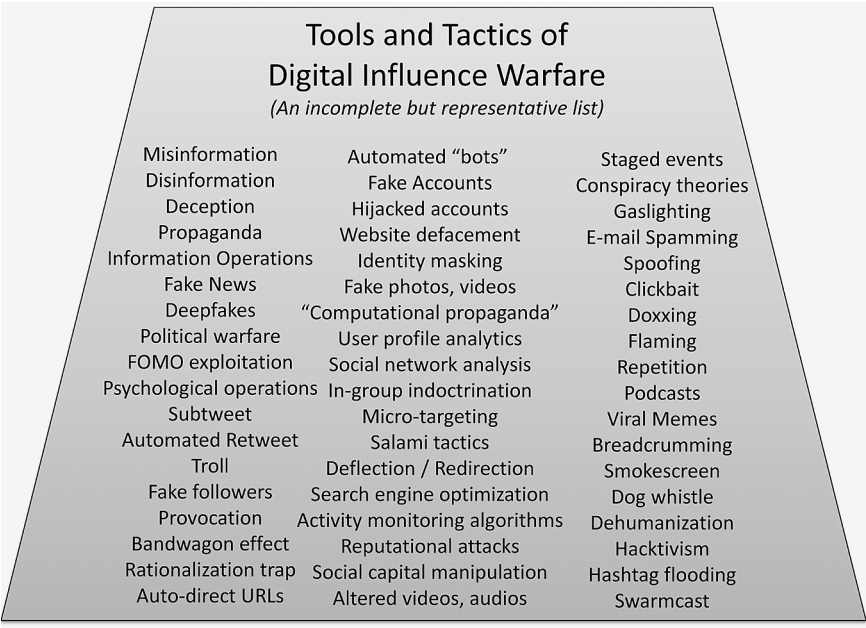 Tools and Tactics of
Digital Influence Warfare
(An incomplete but representative list)
Misinformation
Disinformation
Deception
Propaganda
Information Operations
Fake News
Deepfakes
Political warfare
FOMO exploitation
Psychological operations
Subtweet
Automated Retweet
Troll
Fake followers
Provocation
Bandwagon effect
Rationalization trap
Auto-direct URLs
Automated “bots”
Fake Accounts
Hijacked accounts
Website defacement
Identity masking
Fake photos, videos
“Computational propaganda”
User profile analytics
Social network analysis
In-group indoctrination
Micro-targeting
Salami tactics
Deflection / Redirection
Search engine optimization
Activity monitoring algorithms
Reputational attacks
Social capital manipulation
Altered videos, audios
Staged events
Conspiracy theories
Gaslighting
E-mail Spamming
Spoofing
Clickbait
Doxxing
Flaming
Repetition
Podcasts
Viral Memes
Breadcrumming
Smokescreen
Dog whistle
Dehumanization
Hacktivism
Hashtag flooding
Swarmcast